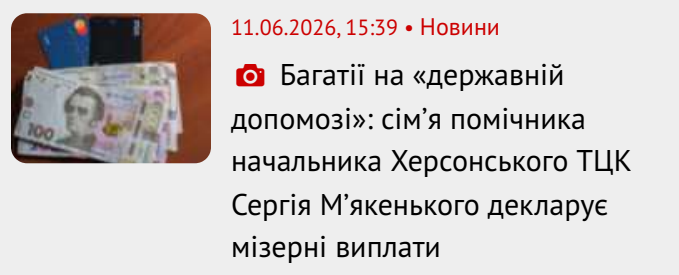 11.06.2026, 15:39 • Новини
Багатії на «державній
допомозі»: сім’я помічника
начальника Херсонського ТЦК
Сергія М’якенького декларує
мізерні виплати
100